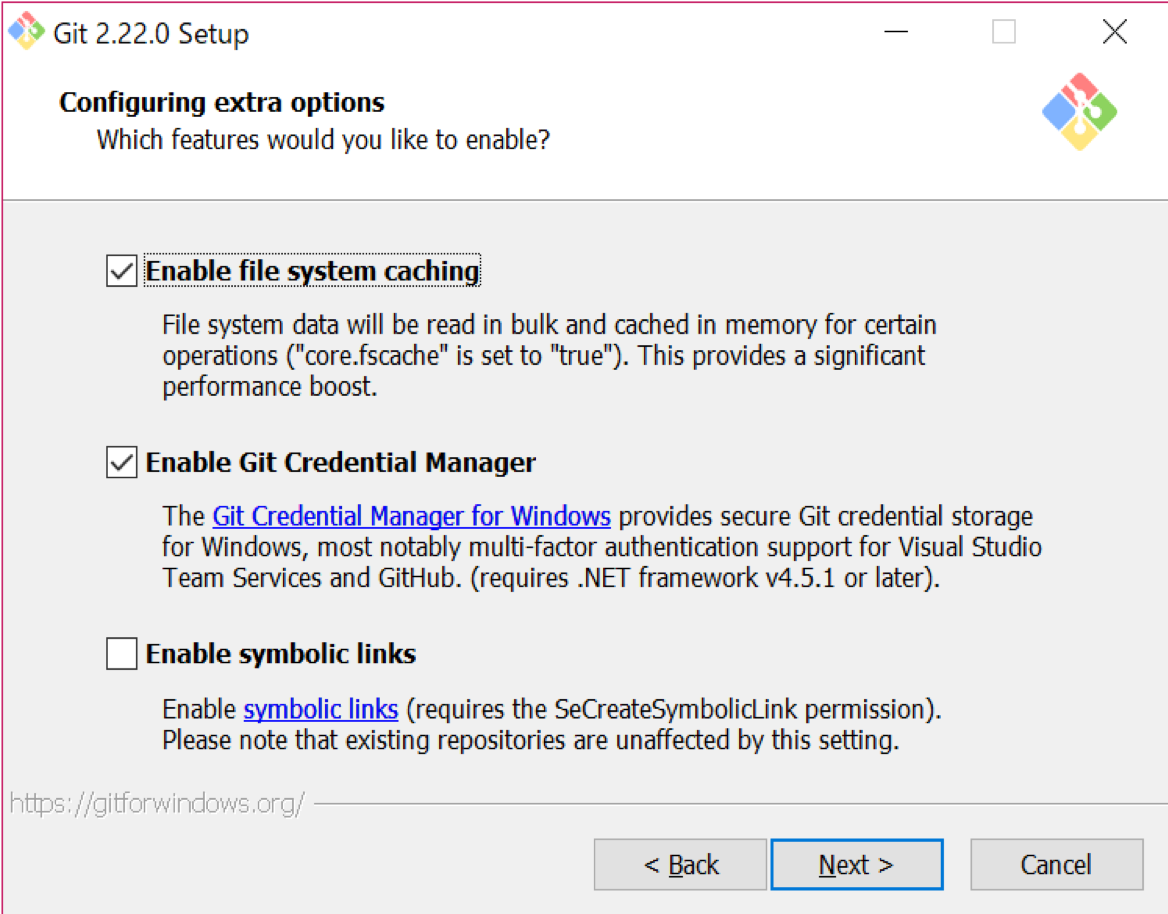 Git 2.22.0 Setup
Configuring extra options
Which features would you like to enable?
Enable file system caching
File system data will be read in bulk and cached in memory for certain
operations ("core.fscache" is set to "true"). This provides a significant
performance boost.
Enable Git Credential Manager
The Git Credential Manager for Windows provides secure Git credential storage
for Windows, most notably multi-factor authentication support for Visual Studio
Team Services and GitHub. (requires .NET framework v4.5.1 or later).
Enable symbolic links
Enable symbolic links (requires the SeCreateSymbolicLink permission).
Please note that existing repositories are unaffected by this setting.
https://gitforwindows.org/
< Back Next > Cancel